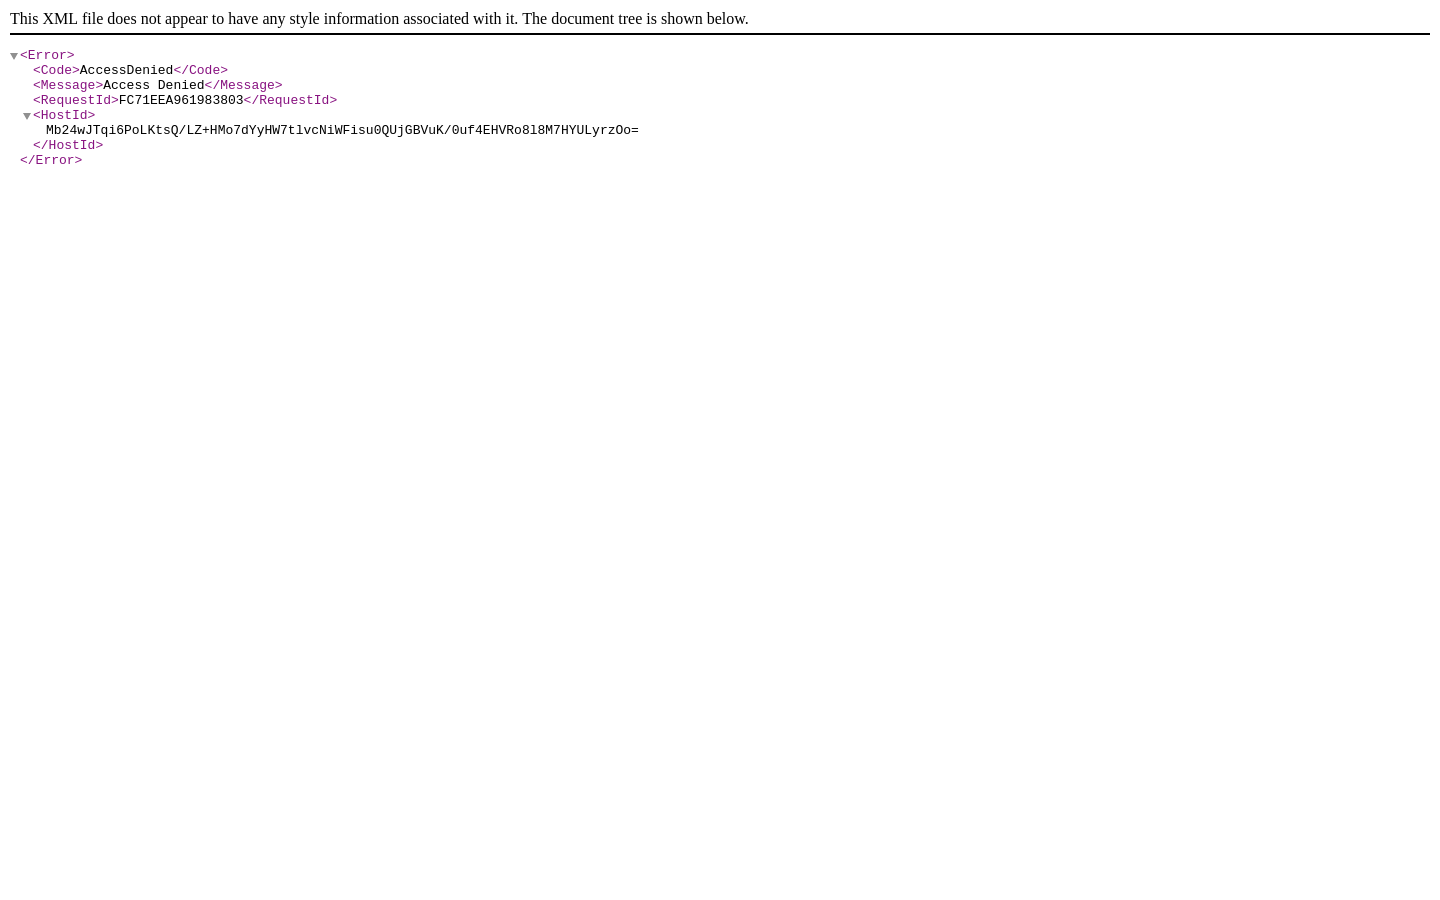 This XML file does not appear to have any style information associated with it. The document tree is shown below.
<Error>
<Code>AccessDenied</Code>
<Message>Access Denied</Message>
<RequestId>FC71EEA961983803</RequestId>
<HostId>
Mb24wJTqi6PoLKtsQ/LZ+HMo7dYyHW7tlvcNiWFisu0QUjGBVuK/0uf4EHVRo8l8M7HYULyrzOo=
</HostId>
</Error>